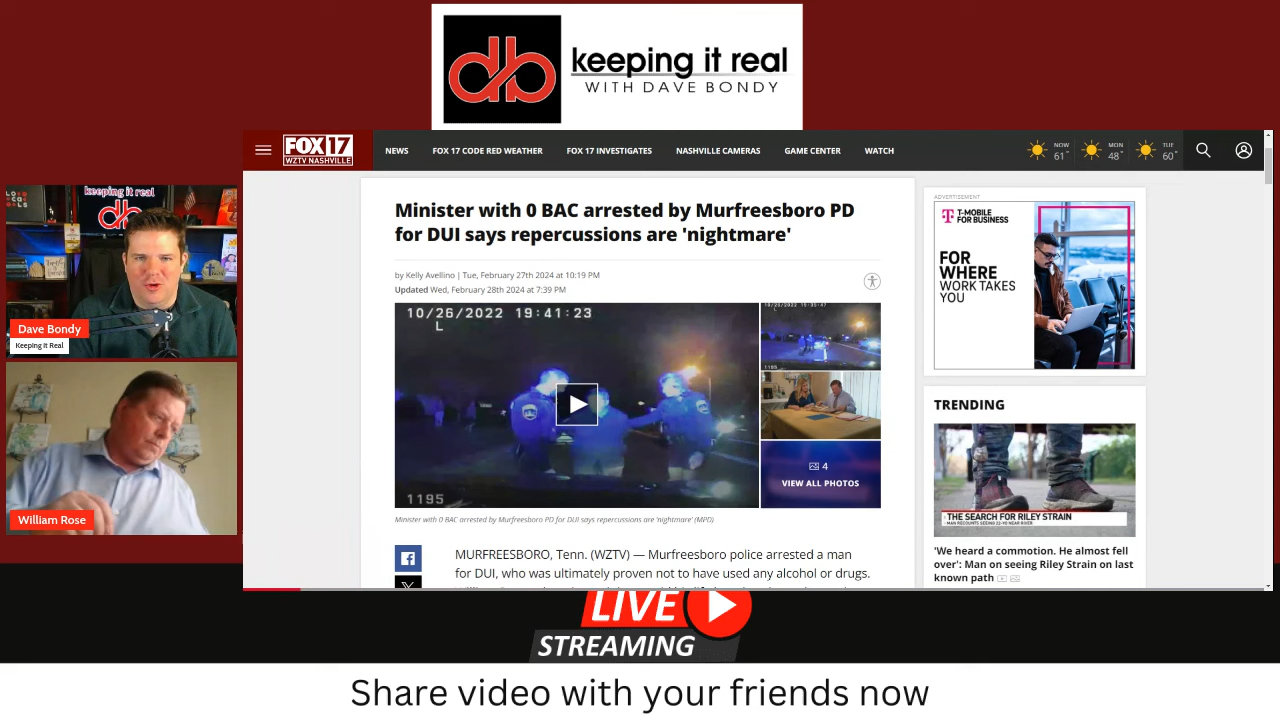 db
keeping it real
WITH DAVE BONDY
FOX 17
WZTV NASHVILLE
NEWS
FOX 17 CODE RED WEATHER
FOX 17 INVESTIGATES
NASHVILLE CAMERAS
GAME CENTER
WATCH
NOW
61°
MON
48°
TUE
60°
Minister with 0 BAC arrested by Murfreesboro PD
for DUI says repercussions are 'nightmare'
by Kelly Avellino | Tue, February 27th 2024 at 10:19 PM
Updated Wed, February 28th 2024 at 7:39 PM
10/26/2022 19:41:23
L
1195
1195
4
VIEW ALL PHOTOS
Minister with 0 BAC arrested by Murfreesboro PD for DUI says repercussions are 'nightmare' (MPD)
MURFREESBORO, Tenn. (WZTV) — Murfreesboro police arrested a man
for DUI, who was ultimately proven not to have used any alcohol or drugs.
ADVERTISEMENT
T-MOBILE
FOR BUSINESS
FOR
WHERE
WORK TAKES
YOU
TRENDING
THE SEARCH FOR RILEY STRAIN
'We heard a commotion. He almost
fell
over': Man on seeing Riley Strain on last
known path
keeping it real
Dave Bondy
Keeping it Real
William Rose
LIVE
STREAMING
Share video with your friends now